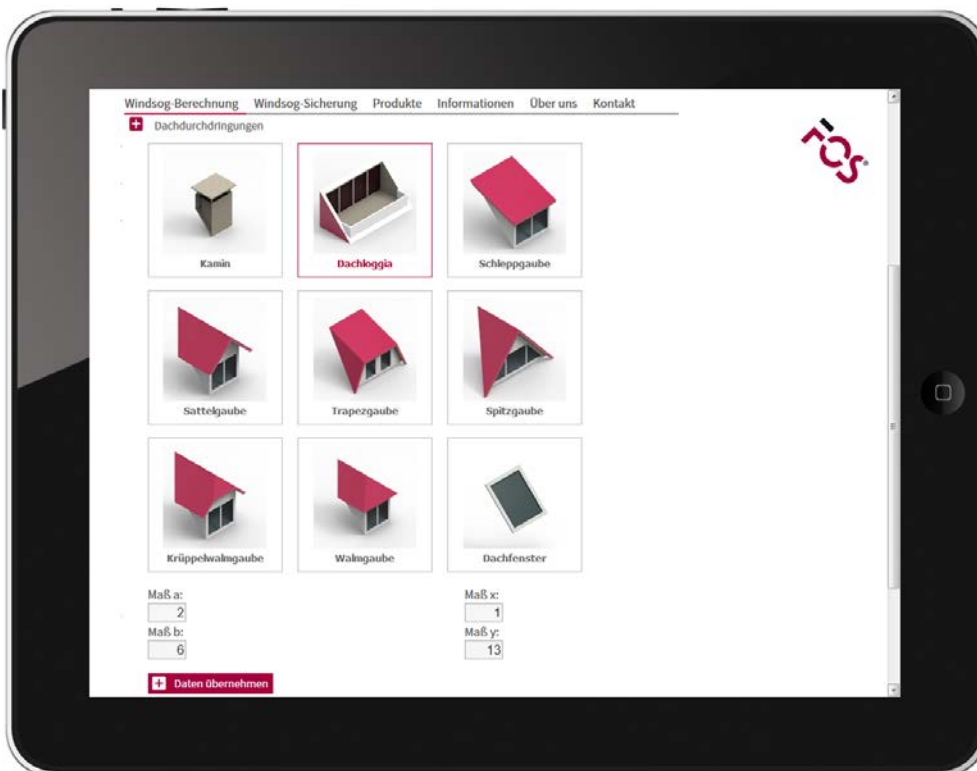 Windsog-Berechnung Windsog-Sicherung Produkte Informationen Über uns Kontakt
Dachdurchdringungen
FOS®
Kamin Dachloggia Schleppgaube
Sattelgaube Trapezgaube Spitzgaube
Krüppelwalmgaube Walmgaube Dachfenster
Maß a: Maß x:
2 1
Maß b: Maß y:
6 13
Daten übernehmen